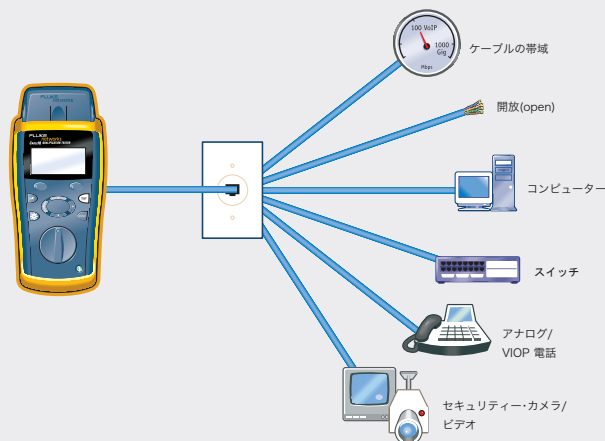 100 VoIP
1000
Gig
Mbps
ケーブルの帯域
開放(open)
コンピューター
スイッチ
アナログ/
VIOP 電話
セキュリティー・カメラ/
ビデオ
FLUKE
networks
FLUKE
networks